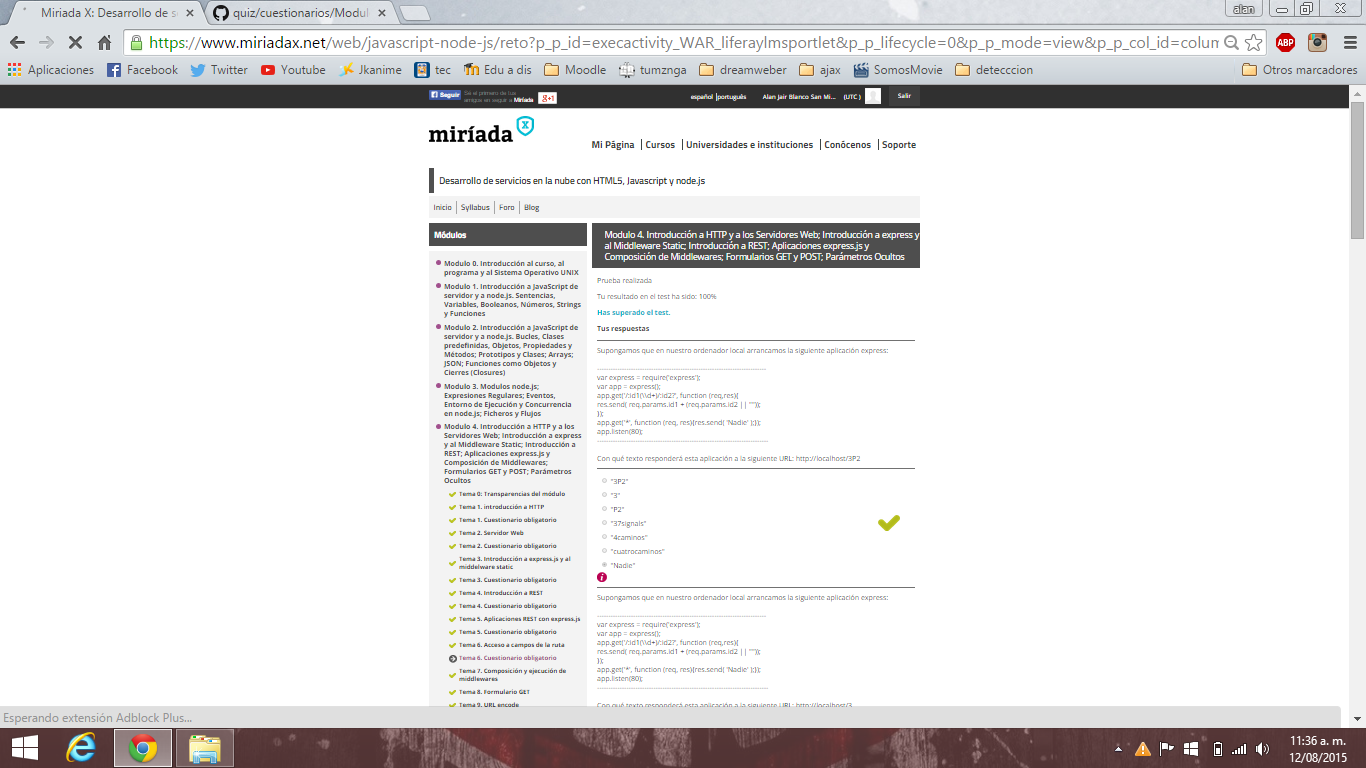 Miriada X: Desarrollo de s
quiz/cuestionarios/Modul
alan
https://www.miriadax.net/web/javascript-node-js/reto?p_p_id=execactivity_WAR_liferaylmsportlet&p_p_lifecycle=0&p_p_mode=view&p_p_col_id=colum
Aplicaciones Facebook Twitter Youtube Jkanime tec Edu a dis Moodle tumznga dreamweber ajax SomosMovie detecccion Otros marcadores
Seguir
Sé el primero de tus
amigos en seguir a Miríada
+1
español |portugués
Alan Jair Blanco San Mi... (UTC )
Salir
miríada X
Mi Página | Cursos | Universidades e instituciones | Conócenos | Soporte
Desarrollo de servicios en la nube con HTML5, Javascript y node.js
Inicio Syllabus Foro Blog
Módulos
Modulo 0. Introducción al curso, al
programa y al Sistema Operativo UNIX
Modulo 1. Introducción a JavaScript de
servidor y a node.js. Sentencias,
Variables, Booleanos, Números, Strings
y Funciones
Modulo 2. Introducción a JavaScript de
servidor y a node.js. Bucles, Clases
predefinidas, Objetos, Propiedades y
Métodos; Prototipos y Clases; Arrays;
JSON; Funciones como Objetos y
Cierres (Closures)
Modulo 3. Modulos node.js;
Expresiones Regulares; Eventos,
Entorno de Ejecución y Concurrencia
en node.js; Ficheros y Flujos
Modulo 4. Introducción a HTTP y a los
Servidores Web; Introducción a express
y al Middleware Static; Introducción a
REST; Aplicaciones express.js y
Composición de Middlewares;
Formularios GET y POST; Parámetros
Ocultos
Tema 0: Transparencias del módulo
Tema 1. introducción a HTTP
Tema 1. Cuestionario obligatorio
Tema 2. Servidor Web
Tema 2. Cuestionario obligatorio
Tema 3. Introducción a express.js y al
middelware static
Tema 3. Cuestionario obligatorio
Tema 4. Introducción a REST
Tema 4. Cuestionario obligatorio
Tema 5. Aplicaciones REST con express.js
Tema 5. Cuestionario obligatorio
Tema 6. Acceso a campos de la ruta
Tema 6. Cuestionario obligatorio
Tema 7. Composición y ejecución de
middlewares
Tema 8. Formulario GET
Tema 9. URL encode
Modulo 4. Introducción a HTTP y a los Servidores Web; Introducción a express y
al Middleware Static; Introducción a REST; Aplicaciones express.js y
Composición de Middlewares; Formularios GET y POST; Parámetros Ocultos
Prueba realizada
Tu resultado en el test ha sido: 100%
Has superado el test.
Tus respuestas
Supongamos que en nuestro ordenador local arrancamos la siguiente aplicación express:
var express = require('express');
var app = express();
app.get('/:id1(\\d+)/:id2?', function (req,res){
res.send( req.params.id1 + (req.params.id2 || ""));
});
app.get('*', function (req, res){res.send( 'Nadie' );});
app.listen(80);
Con qué texto responderá esta aplicación a la siguiente URL: http://localhost/3P2
"3P2"
"3"
"P2"
"37signals"
"4caminos"
"cuatrocaminos"
"Nadie"
i
Supongamos que en nuestro ordenador local arrancamos la siguiente aplicación express:
var express = require('express');
var app = express();
app.get('/:id1(\\d+)/:id2?', function (req,res){
res.send( req.params.id1 + (req.params.id2 || ""));
});
app.get('*', function (req, res){res.send( 'Nadie' );});
app.listen(80);
Con qué texto responderá esta aplicación a la siguiente URL: http://localhost/3
Esperando extensión Adblock Plus...
11:36 a. m.
12/08/2015